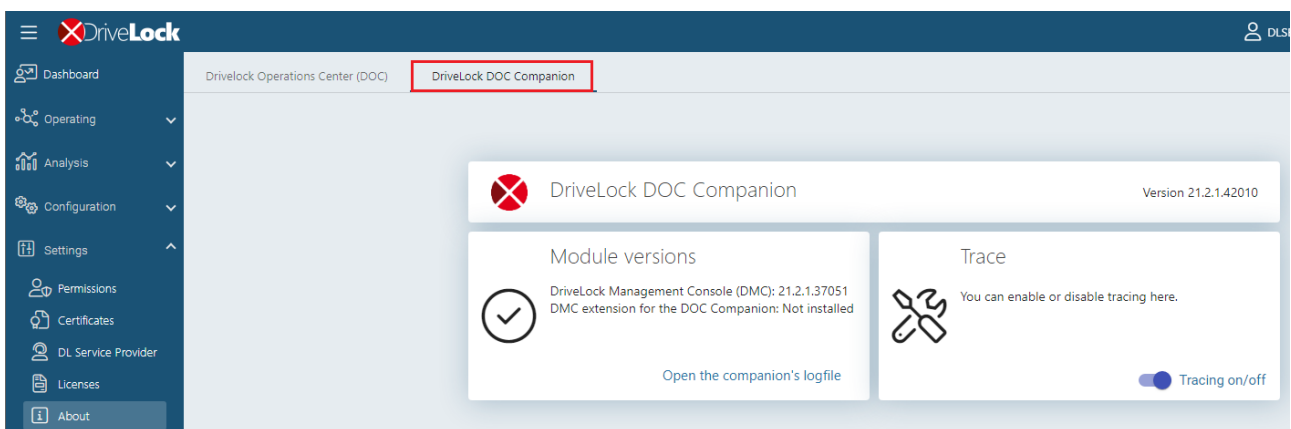 DriveLock
Dashboard
Drivelock Operations Center (DOC)
DriveLock DOC Companion
Operating
Analysis
Configuration
Settings
Permissions
Certificates
DL Service Provider
Licenses
About
DriveLock DOC Companion
Version 21.2.1.42010
Module versions
DriveLock Management Console (DMC): 21.2.1.37051
DMC extension for the DOC Companion: Not installed
Open the companion's logfile
Trace
You can enable or disable tracing here.
Tracing on/off